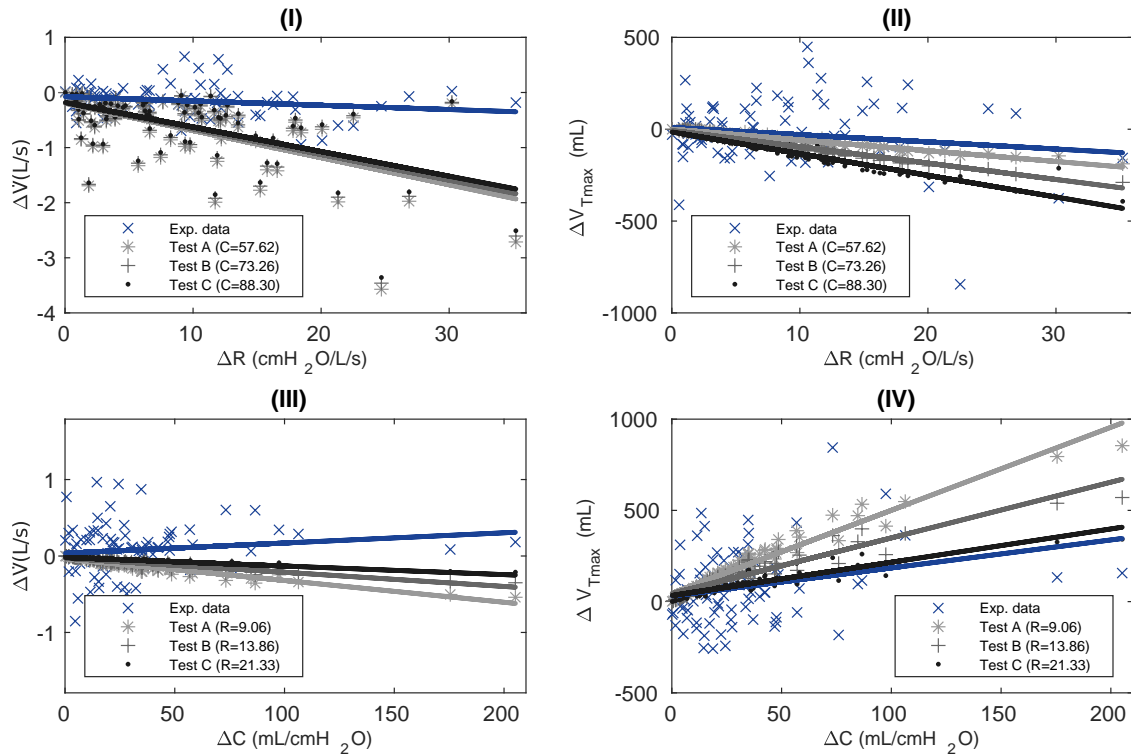 (I)
1
0
-1
-2
-3
-4
ΔV(L/s)
Exp. data
Test A (C=57.62)
Test B (C=73.26)
Test C (C=88.30)
0 10 20 30
ΔR (cmH 2O/L/s)
(II)
500
0
-500
-1000
ΔVTmax (mL)
Exp. data
Test A (C=57.62)
Test B (C=73.26)
Test C (C=88.30)
0 10 20 30
ΔR (cmH 2O/L/s)
(III)
1
0
-1
ΔV(L/s)
Exp. data
Test A (R=9.06)
Test B (R=13.86)
Test C (R=21.33)
0 50 100 150 200
ΔC (mL/cmH 2O)
(IV)
1000
500
0
-500
Δ VTmax (mL)
Exp. data
Test A (R=9.06)
Test B (R=13.86)
Test C (R=21.33)
0 50 100 150 200
ΔC (mL/cmH 2O)